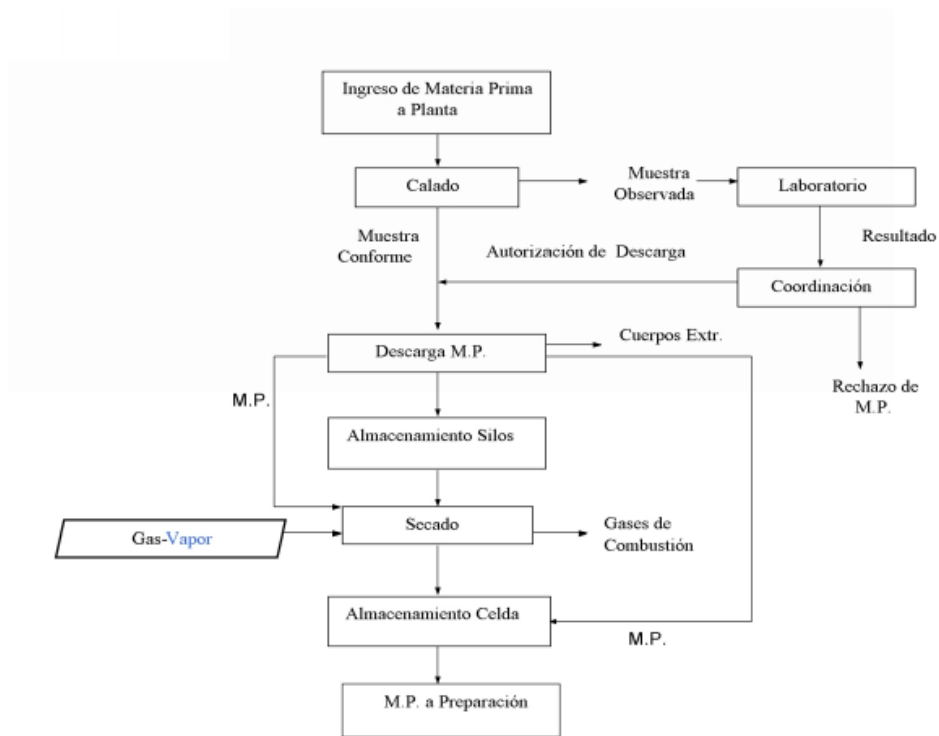 Ingreso de Materia Prima
a Planta
Calado
Muestra
Observada
Laboratorio
Muestra
Conforme
Resultado
Autorización de Descarga
Coordinación
Cuerpos Extr.
Descarga M.P.
Rechazo de
M.P.
M.P.
Almacenamiento Silos
Secado
Gases de
Combustión
Gas-Vapor
Almacenamiento Celda
M.P.
M.P. a Preparación